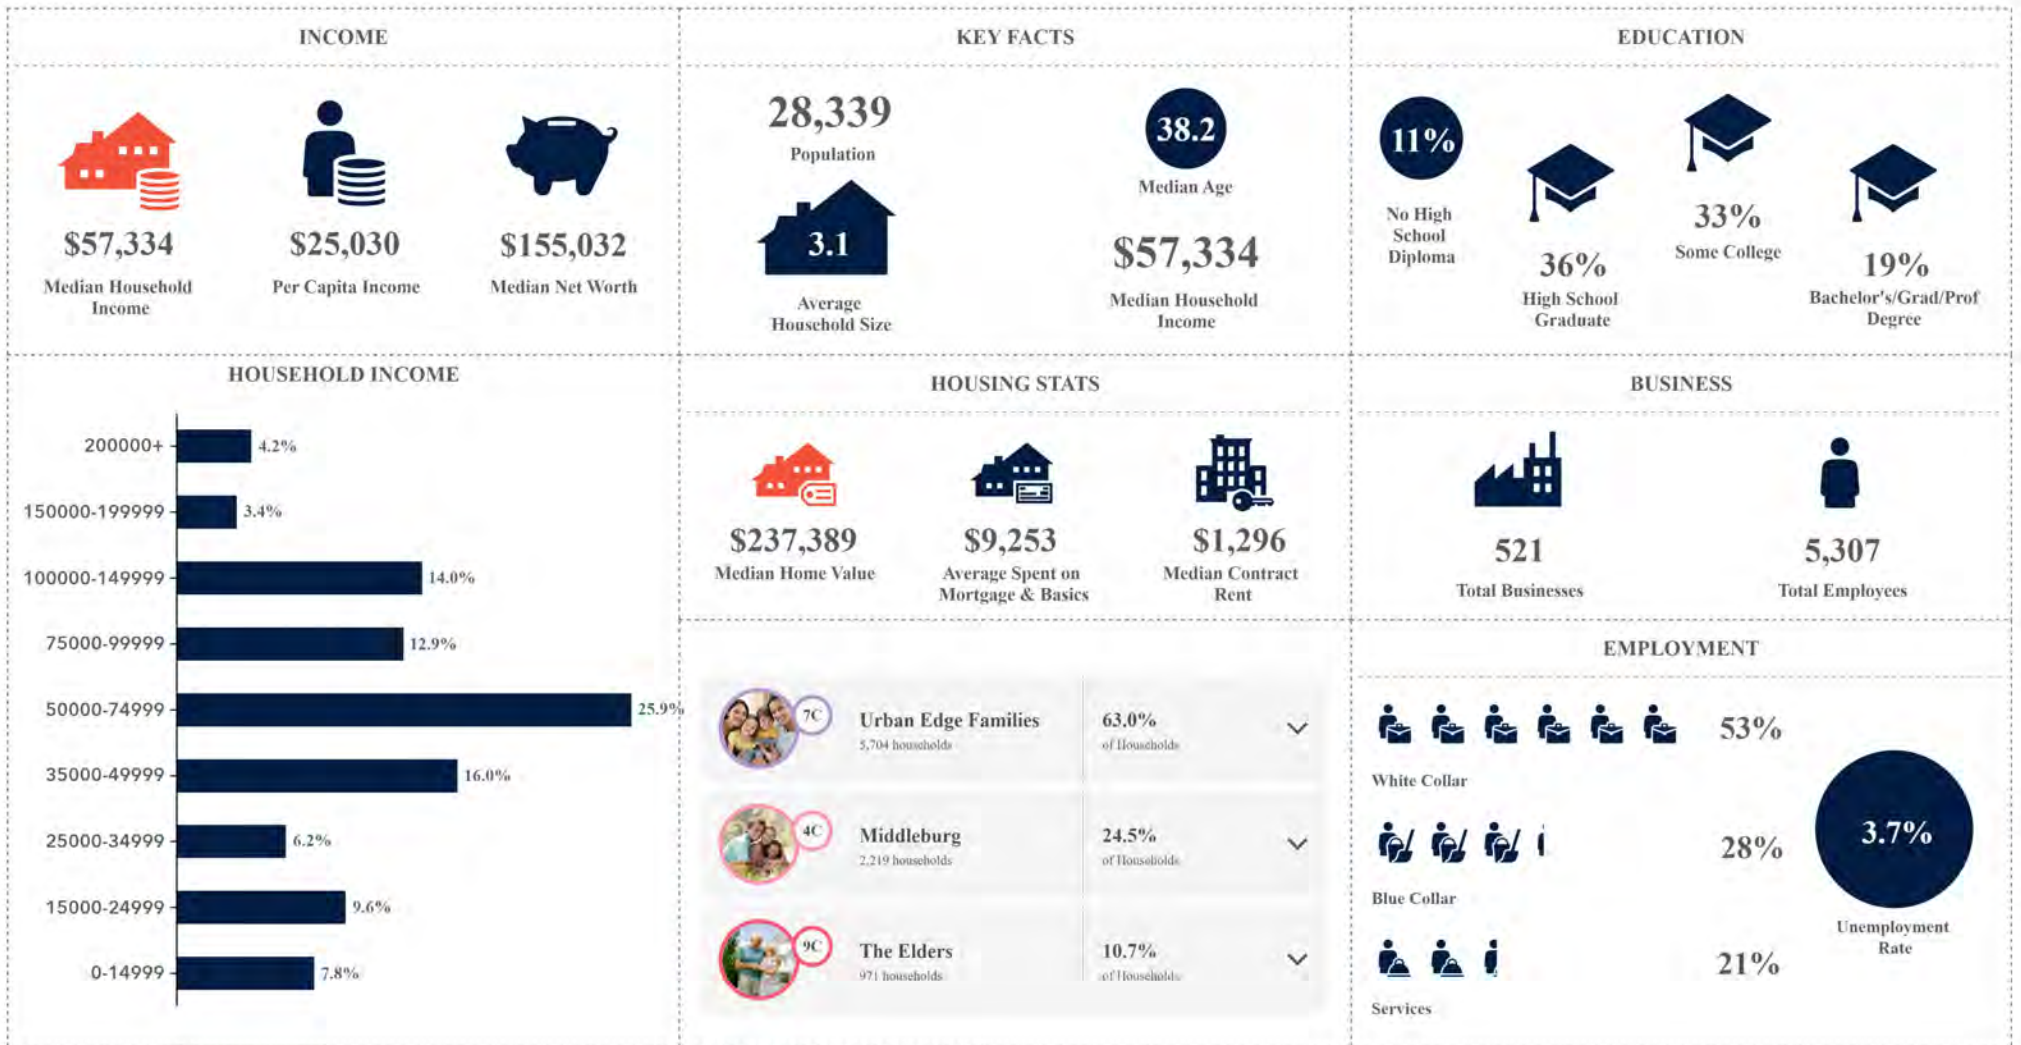 INCOME
$57,334
Median Household
Income
$25,030
Per Capita Income
$155,032
Median Net Worth
KEY FACTS
28,339
Population
3.1
Average
Household Size
38.2
Median Age
$57,334
Median Household
Income
EDUCATION
11%
No High
School
Diploma
36%
High School
Graduate
33%
Some College
19%
Bachelor's/Grad/Prof
Degree
HOUSEHOLD INCOME
200000+
4.2%
150000-199999
3.4%
100000-149999
14.0%
75000-99999
12.9%
50000-74999
25.9%
35000-49999
16.0%
25000-34999
6.2%
15000-24999
9.6%
0-14999
7.8%
HOUSING STATS
$237,389
Median Home Value
$9,253
Average Spent on
Mortgage & Basics
$1,296
Median Contract
Rent
7C
Urban Edge Families
5,704 households
63.0%
of Households
4C
Middleburg
2,219 households
24.5%
of Households
9C
The Elders
971 households
10.7%
of Households
BUSINESS
521
Total Businesses
5,307
Total Employees
EMPLOYMENT
53%
White Collar
28%
Blue Collar
21%
Services
3.7%
Unemployment
Rate